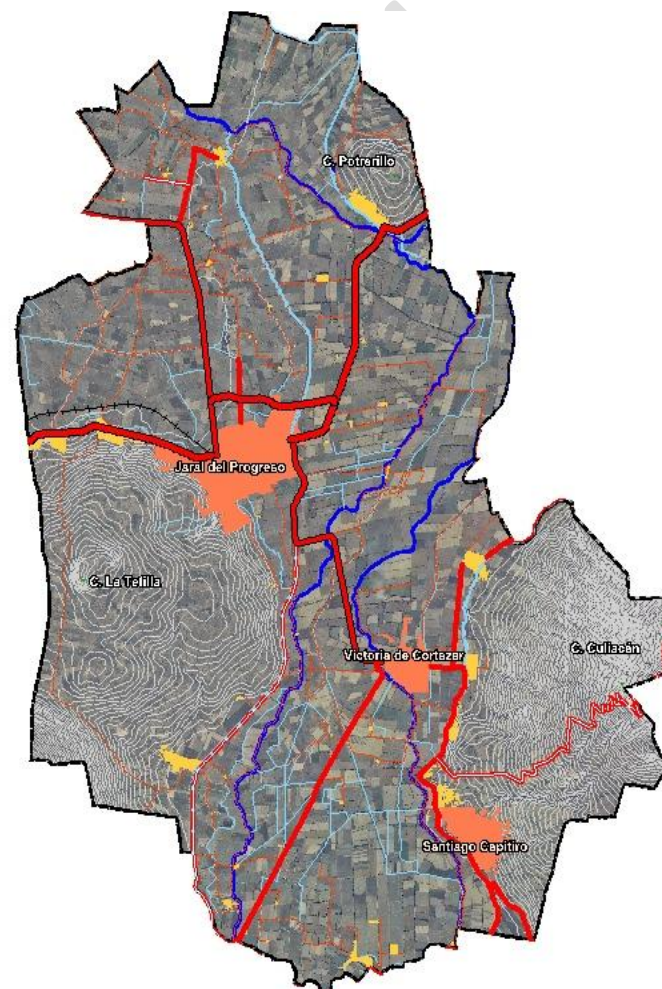 C. Potrerillo
Jaral del Progreso
C. La Tetilla
C. Culiacán
Victoria de Cortazar
Santiago Capitiro